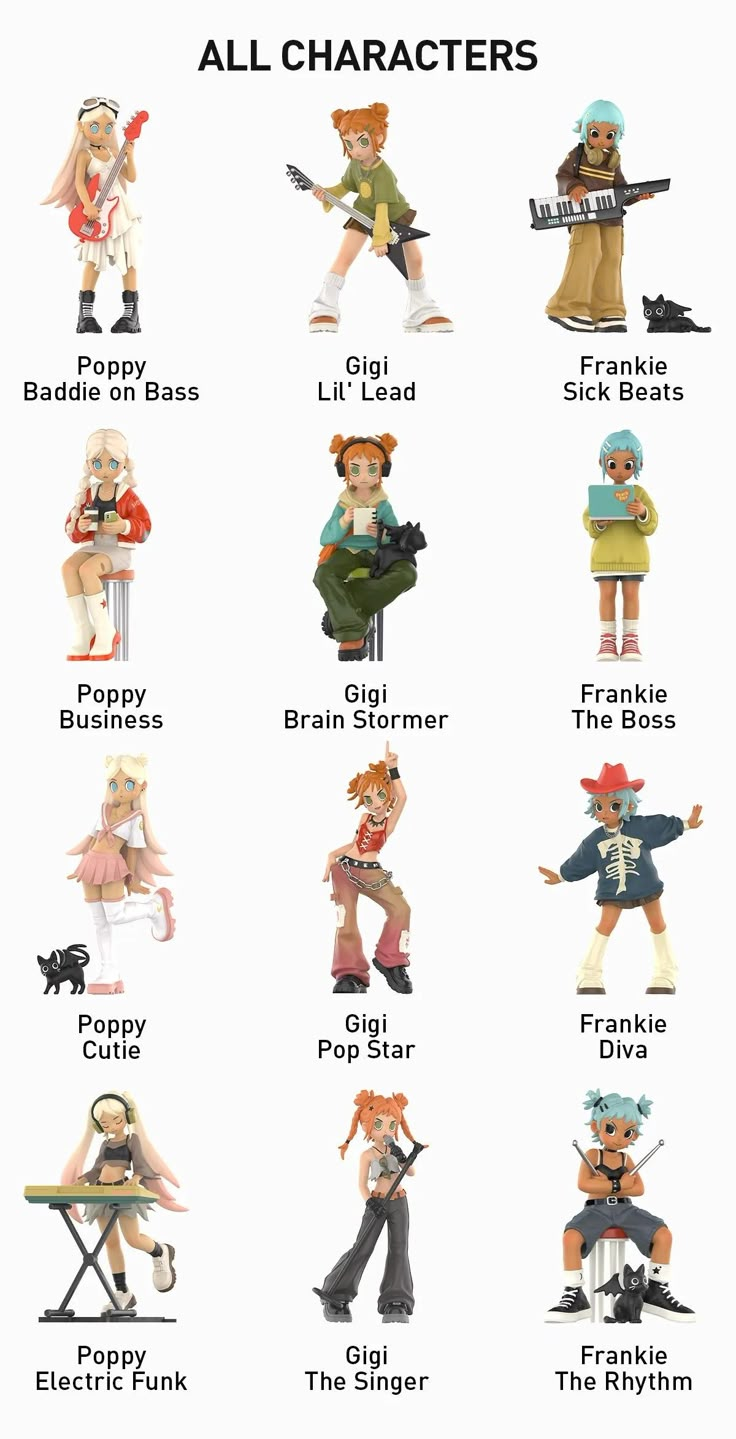 ALL CHARACTERS
Poppy
Baddie on Bass
Gigi
Lil' Lead
Frankie
Sick Beats
Poppy
Business
Gigi
Brain Stormer
Frankie
The Boss
Poppy
Cutie
Gigi
Pop Star
Frankie
Diva
Poppy
Electric Funk
Gigi
The Singer
Frankie
The Rhythm